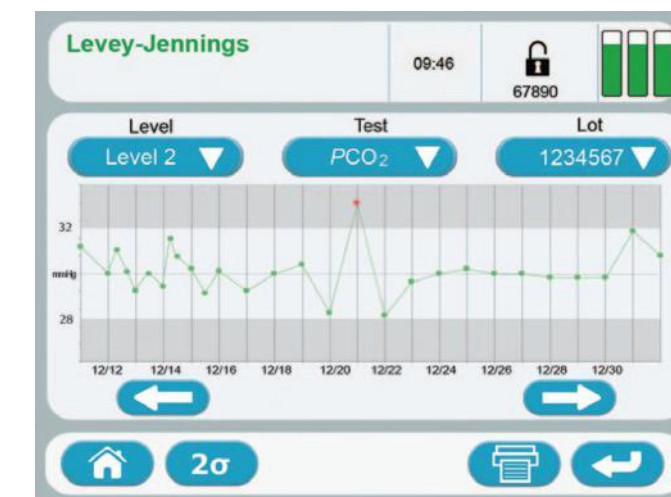 Levey-Jennings
09:46
67890
Level Test Lot
Level 2 PCO₂ 1234567
32
mmHg
28
12/12 12/14 12/16 12/18 12/20 12/22 12/24 12/26 12/28 12/30
2σ